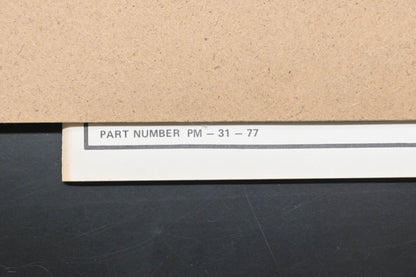 PART NUMBER PM – 31 – 77